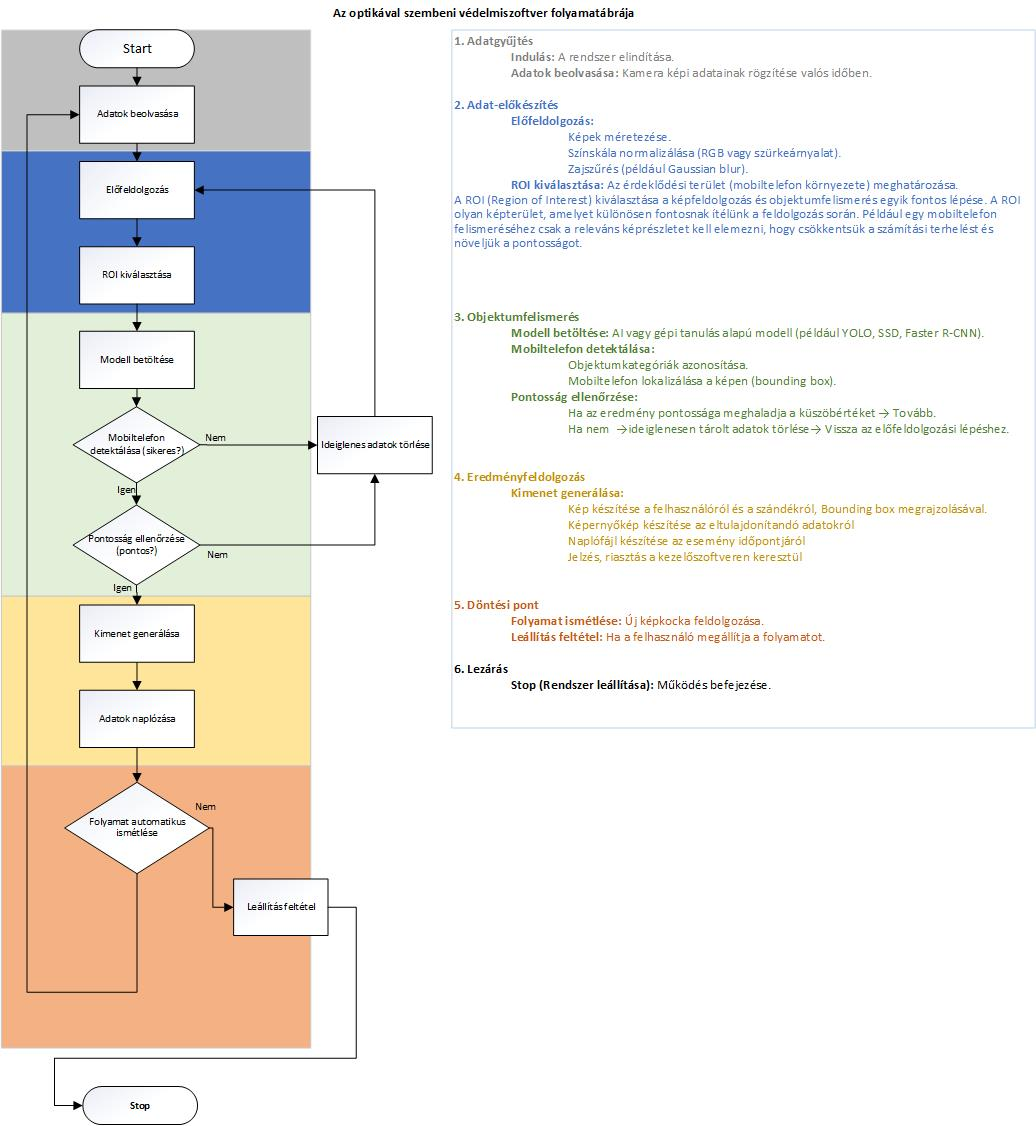 Az optikával szembeni védelmiszoftver folyamatábrája
Start
Adatok beolvasása
Előfeldolgozás
ROI kiválasztása
Modell betöltése
Mobiltelefon
detektálása (sikeres?)
Nem
Ideiglenes adatok törlése
Igen
Pontosság ellenőrzése
(pontos?)
Nem
Igen
Kimenet generálása
Adatok naplózása
Nem
Folyamat automatikus
ismétlése
Leállítás feltétel
Stop
1. Adatgyűjtés
Indulás: A rendszer elindítása.
Adatok beolvasása: Kamera képi adatainak rögzítése valós időben.
2. Adat-előkészítés
Előfeldolgozás:
Képek méretezése.
Színskála normalizálása (RGB vagy szürkeárnyalat).
Zajszűrés (például Gaussian blur).
ROI kiválasztása: Az érdeklődési terület (mobiltelefon környezete) meghatározása.
A ROI (Region of Interest) kiválasztása a képfeldolgozás és objektumfelismerés egyik fontos lépése. A ROI
olyan képterület, amelyet különösen fontosnak ítélünk a feldolgozás során. Például egy mobiltelefon
felismeréséhez csak a releváns képrészletet kell elemezni, hogy csökkentsük a számítási terhelést és
növeljük a pontosságot.
3. Objektumfelismerés
Modell betöltése: AI vagy gépi tanulás alapú modell (például YOLO, SSD, Faster R-CNN).
Mobiltelefon detektálása:
Objektumkategóriák azonosítása.
Mobiltelefon lokalizálása a képen (bounding box).
Pontosság ellenőrzése:
Ha az eredmény pontossága meghaladja a küszöbértéket → Tovább.
Ha nem →ideiglenesen tárolt adatok törlése→ Vissza az előfeldolgozási lépéshez.
4. Eredményfeldolgozás
Kimenet generálása:
Kép készítése a felhasználóról és a szándékról, Bounding box megrajzolásával.
Képernyőkép készítése az eltulajdonítandó adatokról
Naplófájl készítése az esemény időpontjáról
Jelzés, riasztás a kezelőszoftveren keresztül
5. Döntési pont
Folyamat ismétlése: Új képkocka feldolgozása.
Leállítás feltétel: Ha a felhasználó megállítja a folyamatot.
6. Lezárás
Stop (Rendszer leállítása): Működés befejezése.